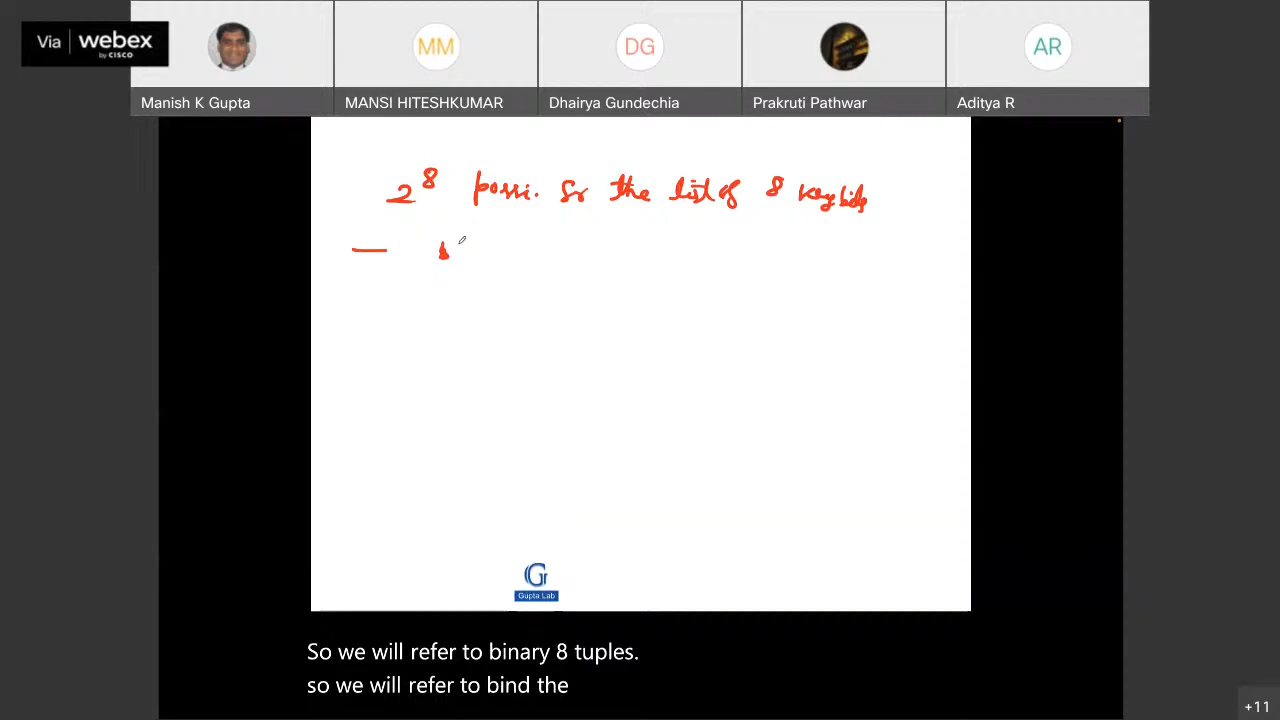 Via webex
by CISCO
MM
DG
AR
Manish K Gupta
MANSI HITESHKUMAR
Dhairya Gundechia
Prakruti Pathwar
Aditya R
2^8 possi. for the list of 8 key bits
G
Gupta Lab
So we will refer to binary 8 tuples.
so we will refer to bind the
+11